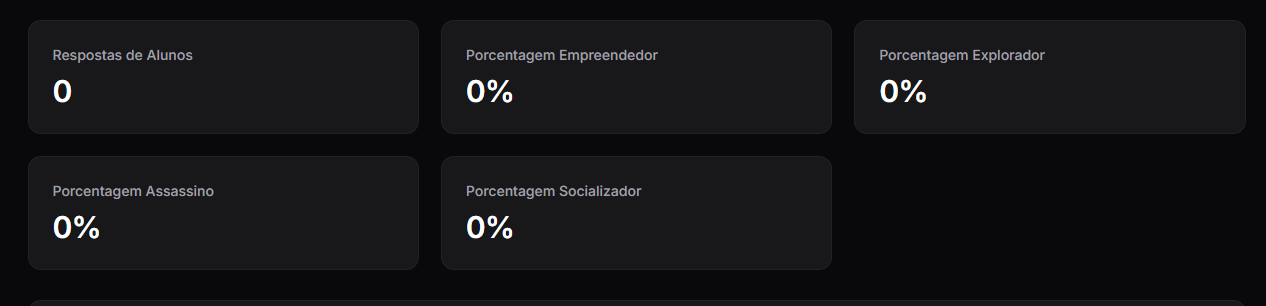 Respostas de Alunos
0
Porcentagem Empreendedor
0%
Porcentagem Explorador
0%
Porcentagem Assassino
0%
Porcentagem Socializador
0%